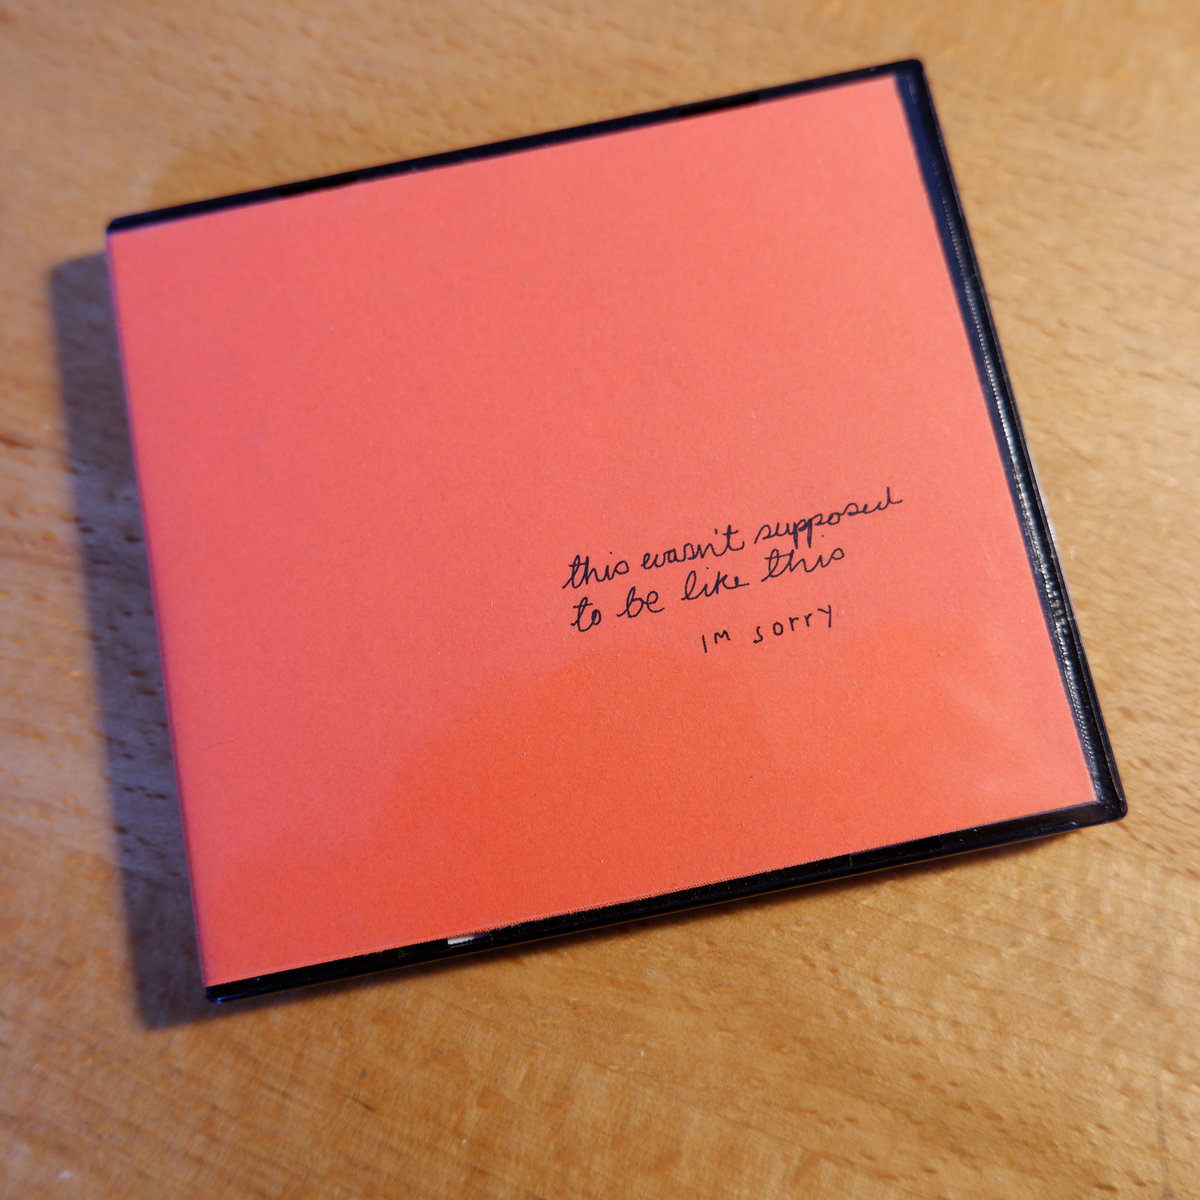 this wasn't supposed
to be like this
IM sorry